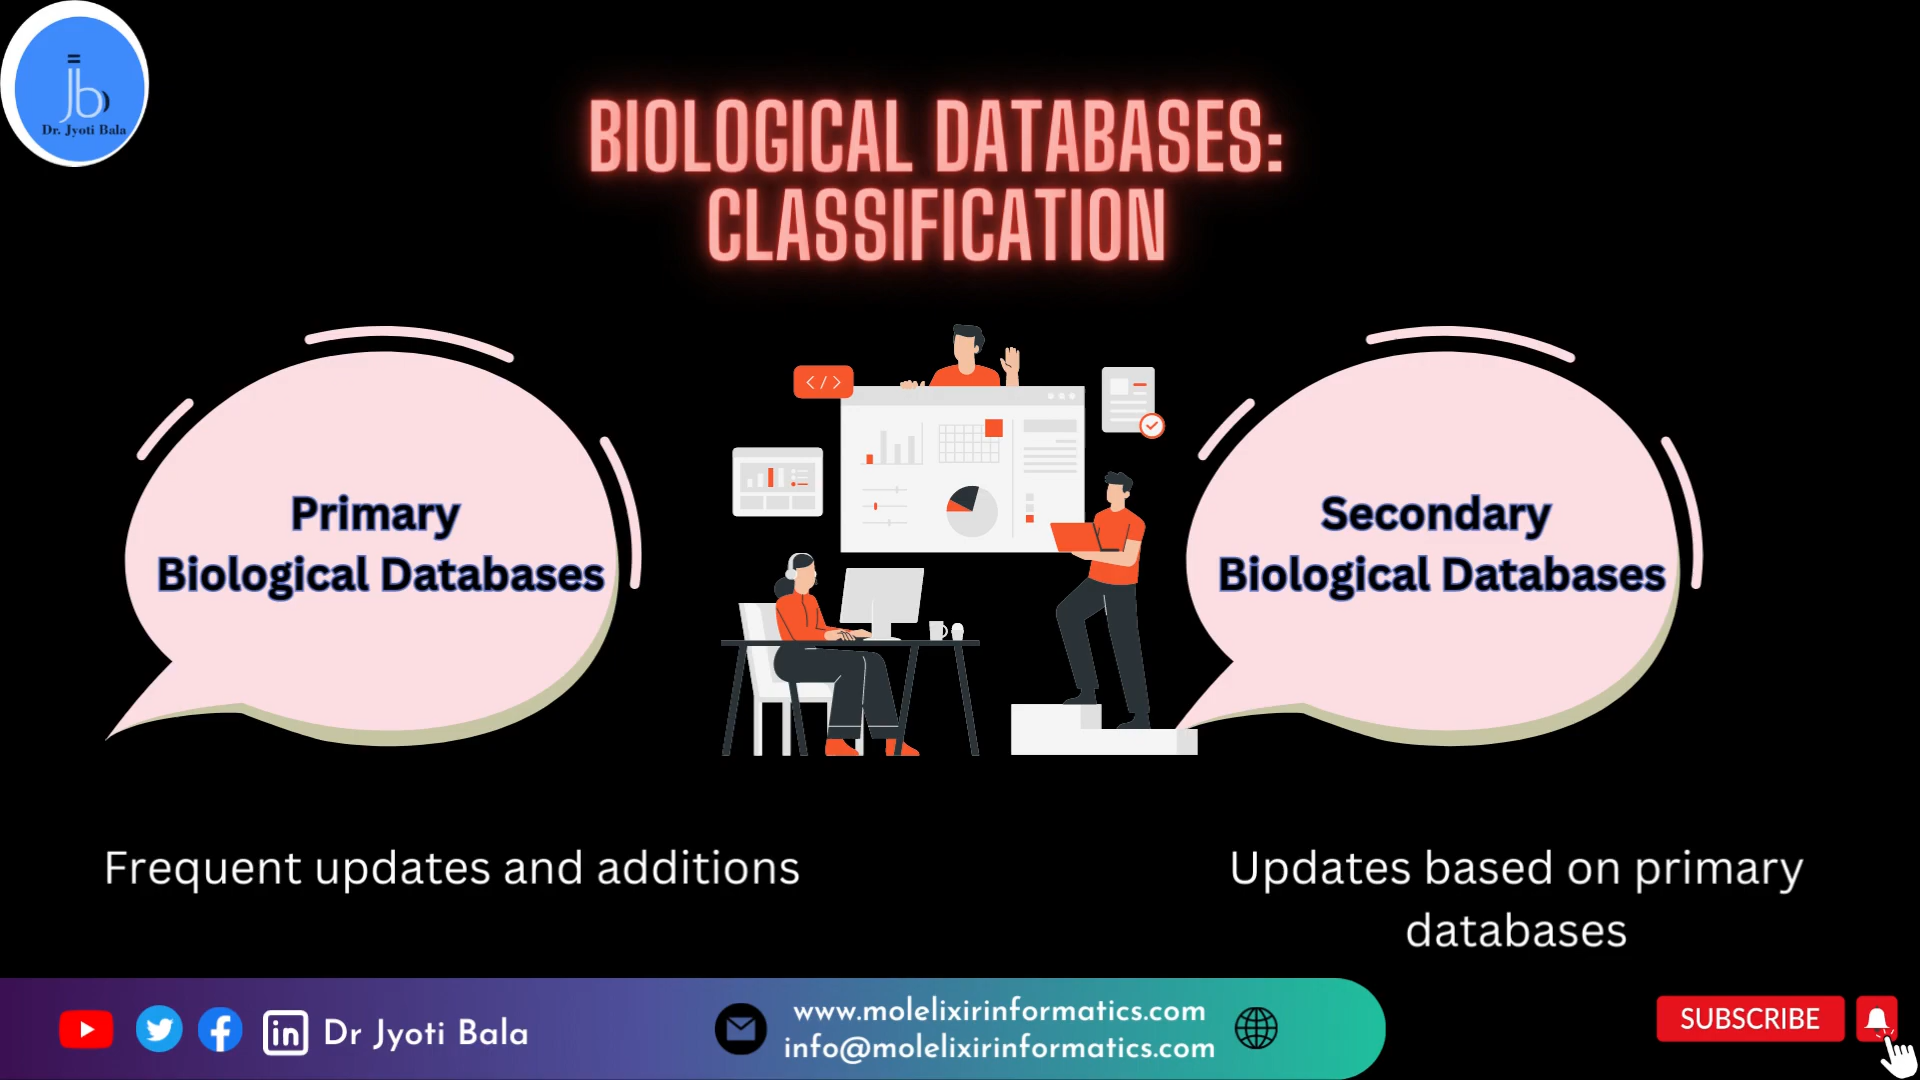 Dr. Jyoti Bala
BIOLOGICAL DATABASES:
CLASSIFICATION
Primary
Biological Databases
Secondary
Biological Databases
Frequent updates and additions
Updates based on primary
databases
Dr Jyoti Bala
www.molelixirinformatics.com
info@molelixirinformatics.com
SUBSCRIBE